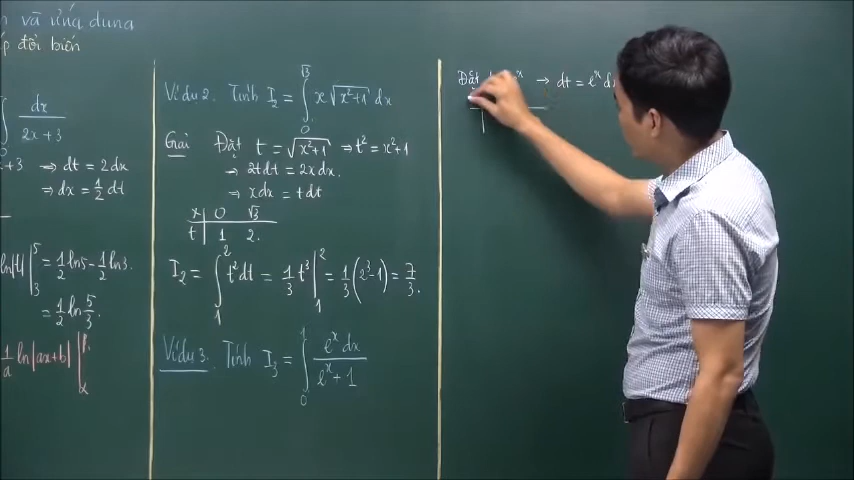 và ứng dụng
đổi biến
dx
2x + 3
0
x + 3 => dt = 2dx
=> dx = 1/2 dt
ln|t| |₃⁵ = 1/2 ln5 - 1/2 ln3.
= 1/2 ln 5/3.
1/a ln|ax+b| |
Ví dụ 2. Tính I₂ = ∫₀^√3 x √(x²+1) dx
Giải Đặt t = √(x²+1) => t² = x²+1
=> 2tdt = 2xdx.
=> xdx = tdt
x | 0 √3
t | 1 2.
I₂ = ∫₁² t²dt = 1/3 t³ |₁² = 1/3 (2³-1) = 7/3.
Ví dụ 3. Tính I₃ = ∫₀¹ eˣdx / (eˣ + 1)
Đặt → dt = eˣ d